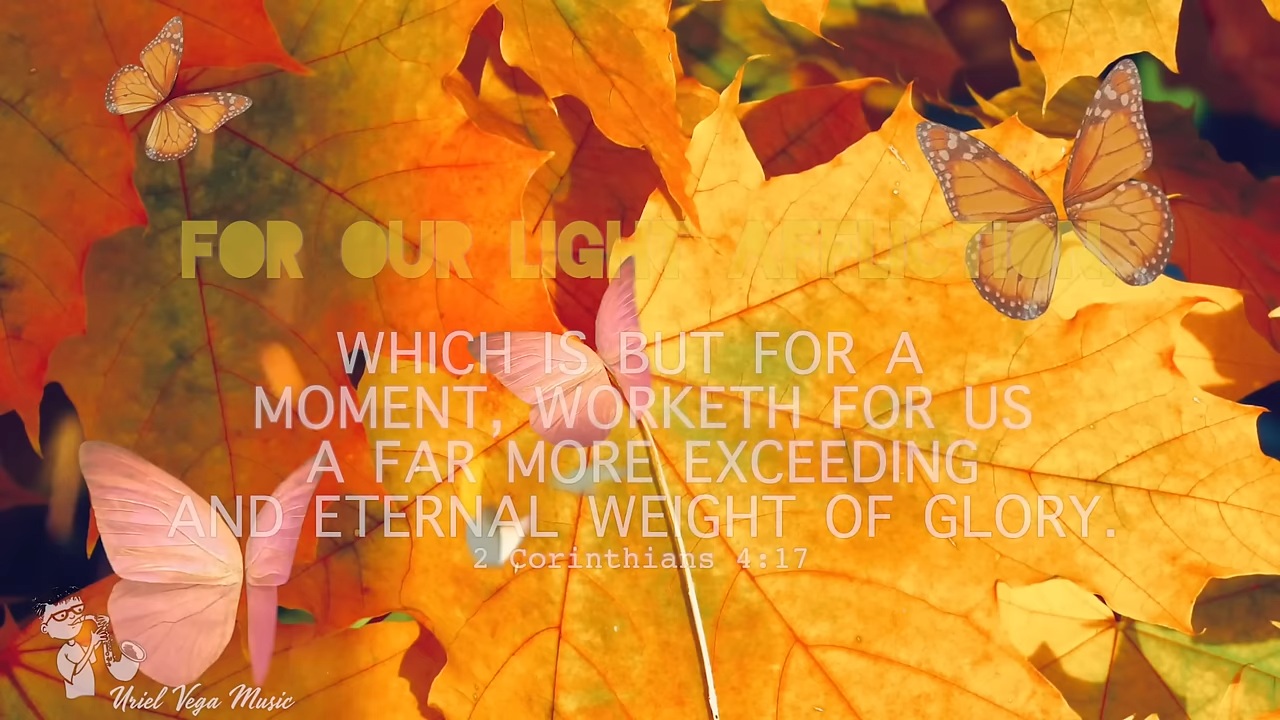 FOR OUR LIGHT AFFLICTION,
WHICH IS BUT FOR A
MOMENT, WORKETH FOR US
A FAR MORE EXCEEDING
AND ETERNAL WEIGHT OF GLORY.
2 Corinthians 4:17
Uriel Vega Music